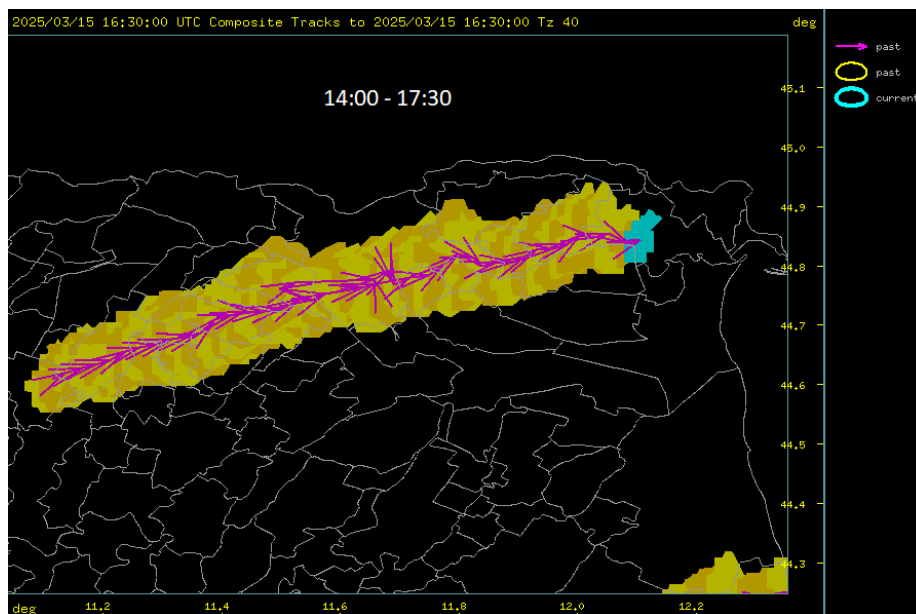 2025/03/15 16:30:00 UTC Composite Tracks to 2025/03/15 16:30:00 Tz 40
deg
past
past
current
14:00 - 17:30
45.1
45.0
44.9
44.8
44.7
44.6
44.5
44.4
44.3
deg
11.2
11.4
11.6
11.8
12.0
12.2